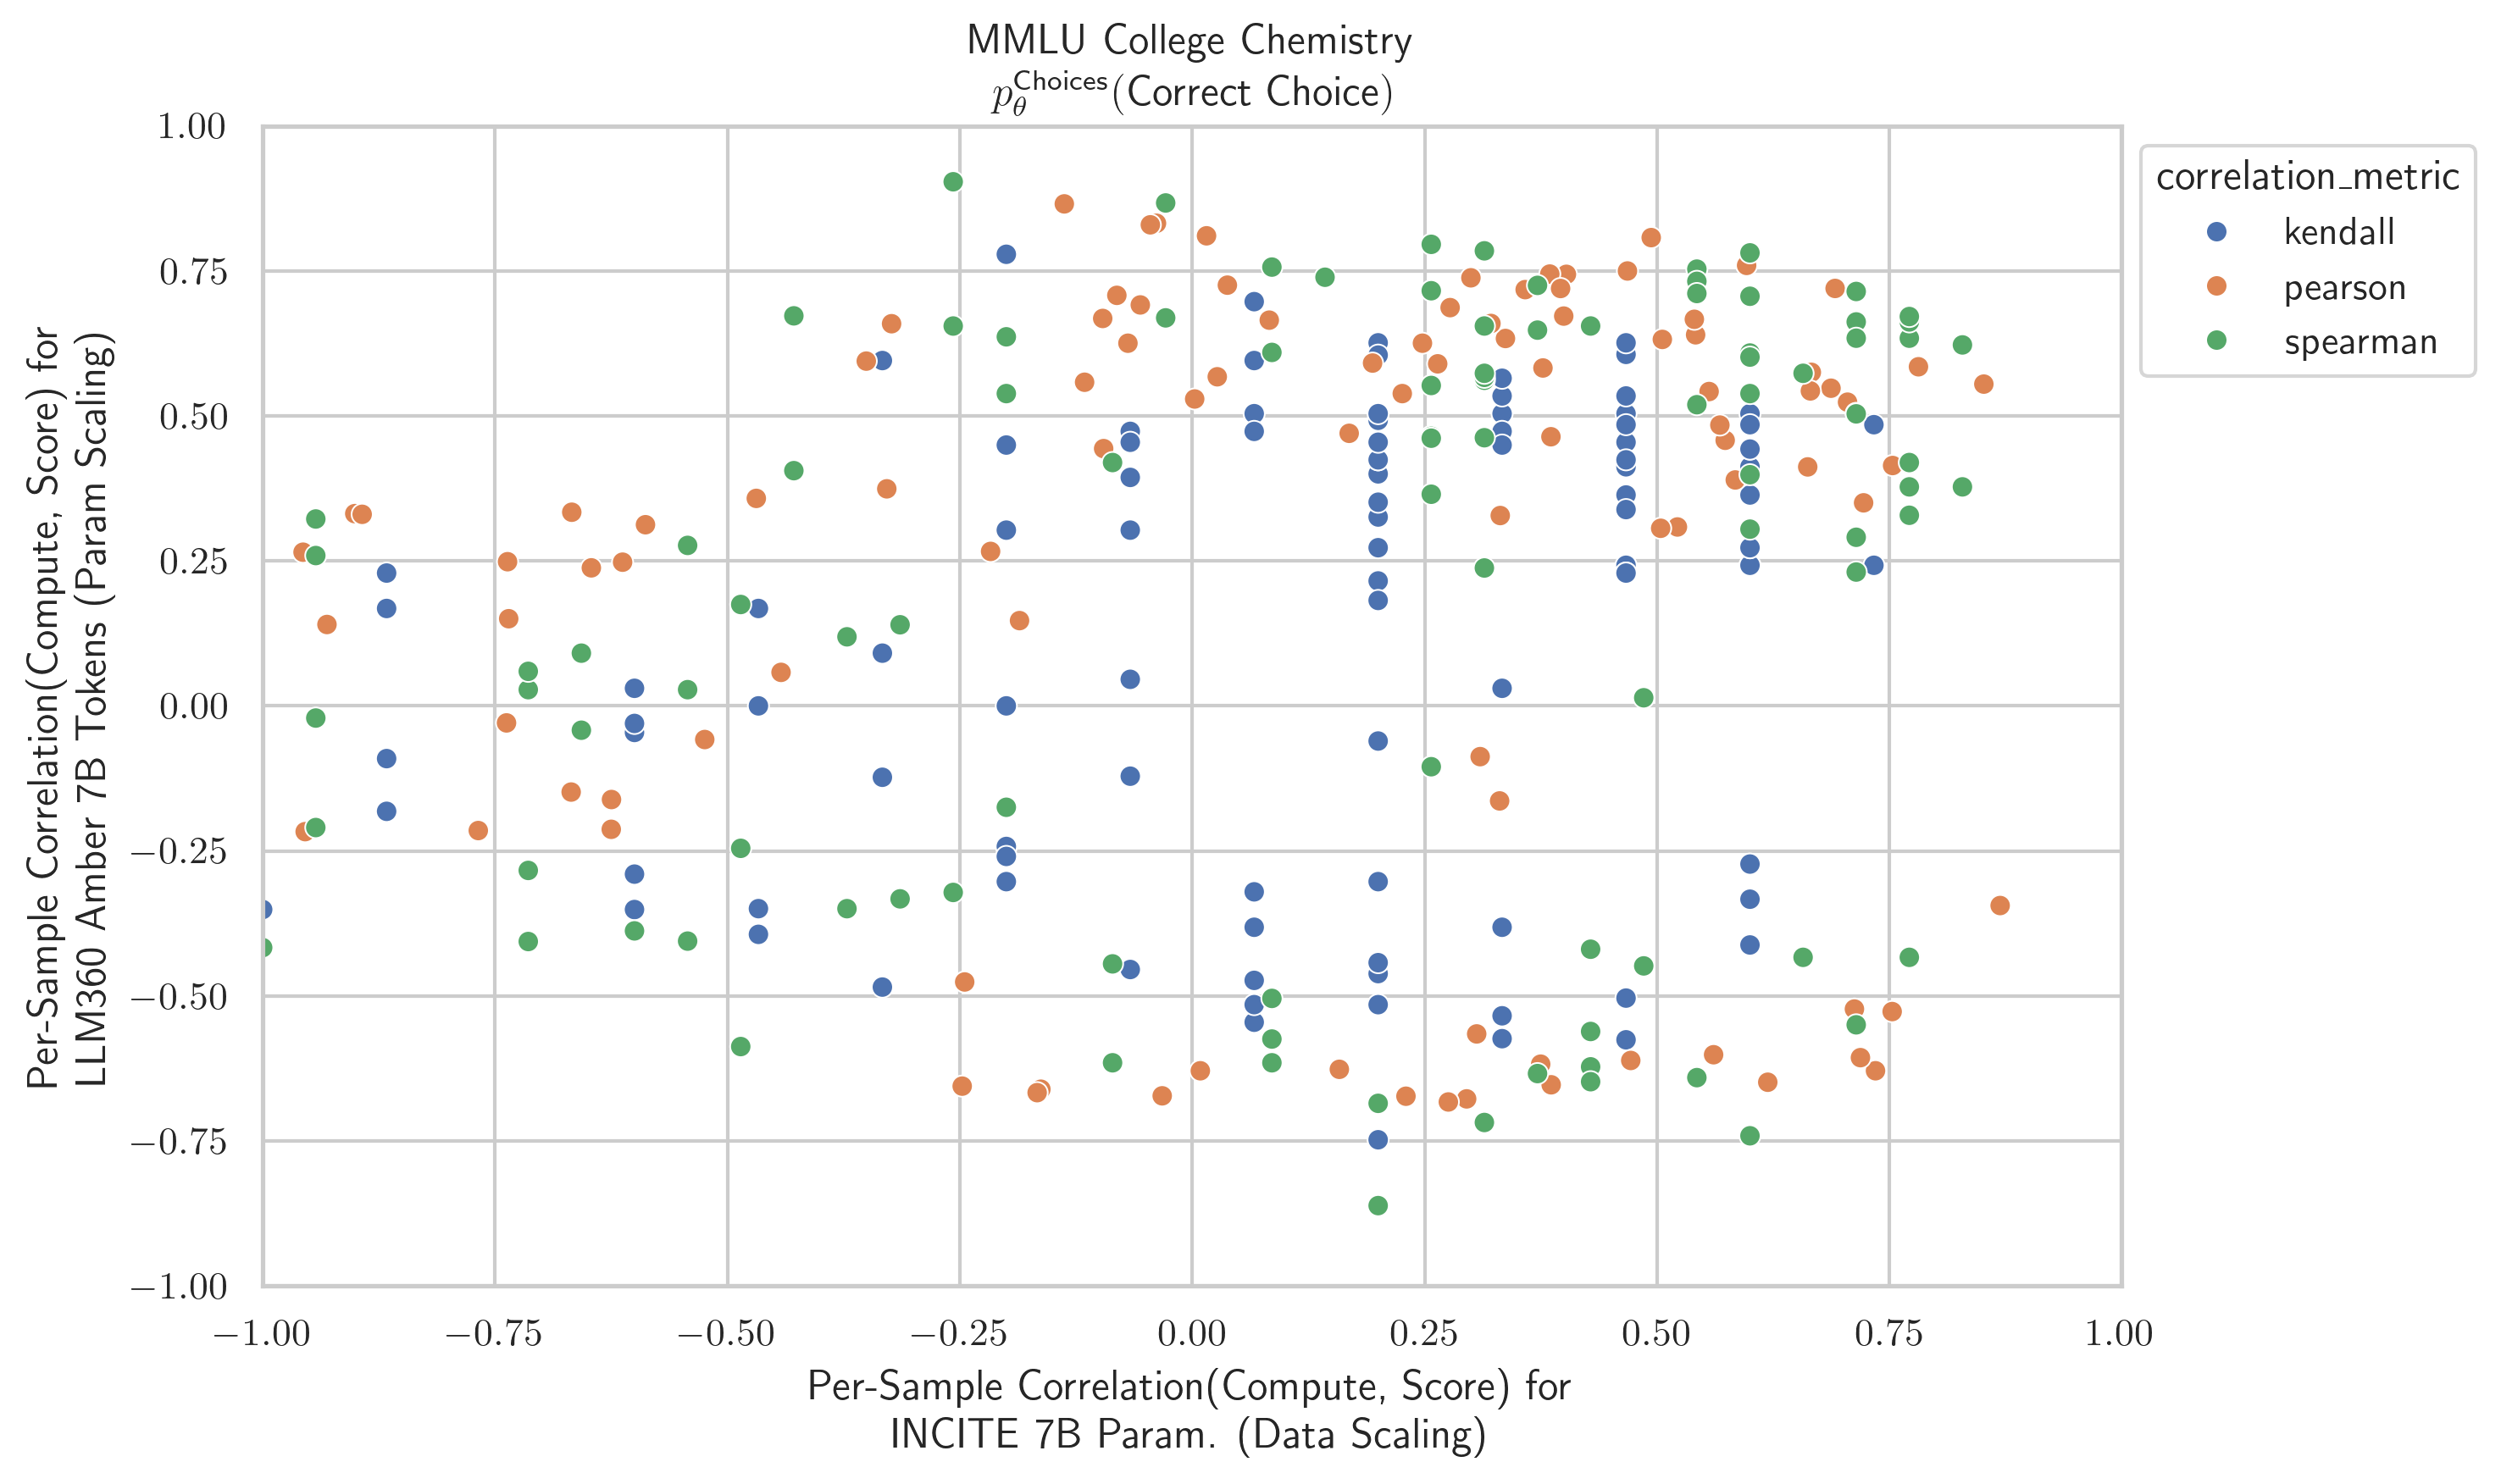 MMLU College Chemistry
p_θ^Choices(Correct Choice)
1.00
0.75
0.50
0.25
0.00
−0.25
−0.50
−0.75
−1.00
Per-Sample Correlation(Compute, Score) for
LLM360 Amber 7B Tokens (Param Scaling)
correlation_metric
kendall
pearson
spearman
−1.00 −0.75 −0.50 −0.25 0.00 0.25 0.50 0.75 1.00
Per-Sample Correlation(Compute, Score) for
INCITE 7B Param. (Data Scaling)